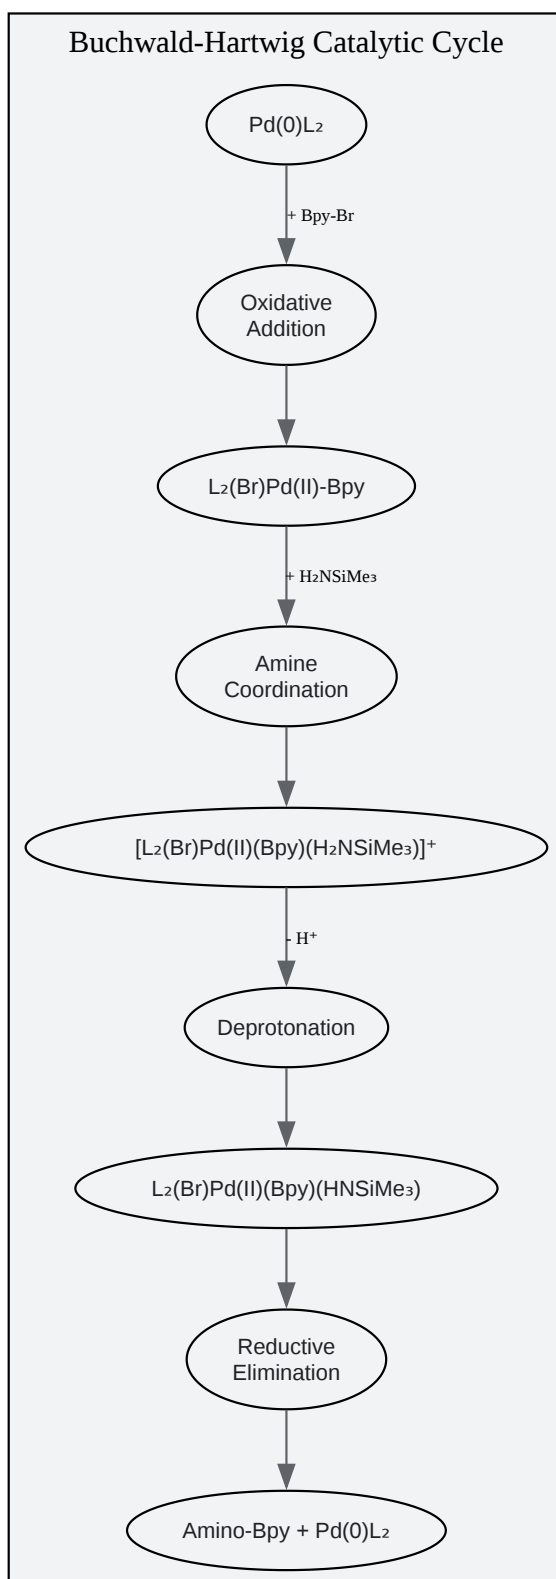 Buchwald-Hartwig Catalytic Cycle
Pd(0)L₂
+ Bpy-Br
Oxidative
Addition
L₂(Br)Pd(II)-Bpy
+ H₂NSiMe₃
Amine
Coordination
[L₂(Br)Pd(II)(Bpy)(H₂NSiMe₃)]⁺
- H⁺
Deprotonation
L₂(Br)Pd(II)(Bpy)(HNSiMe₃)
Reductive
Elimination
Amino-Bpy + Pd(0)L₂